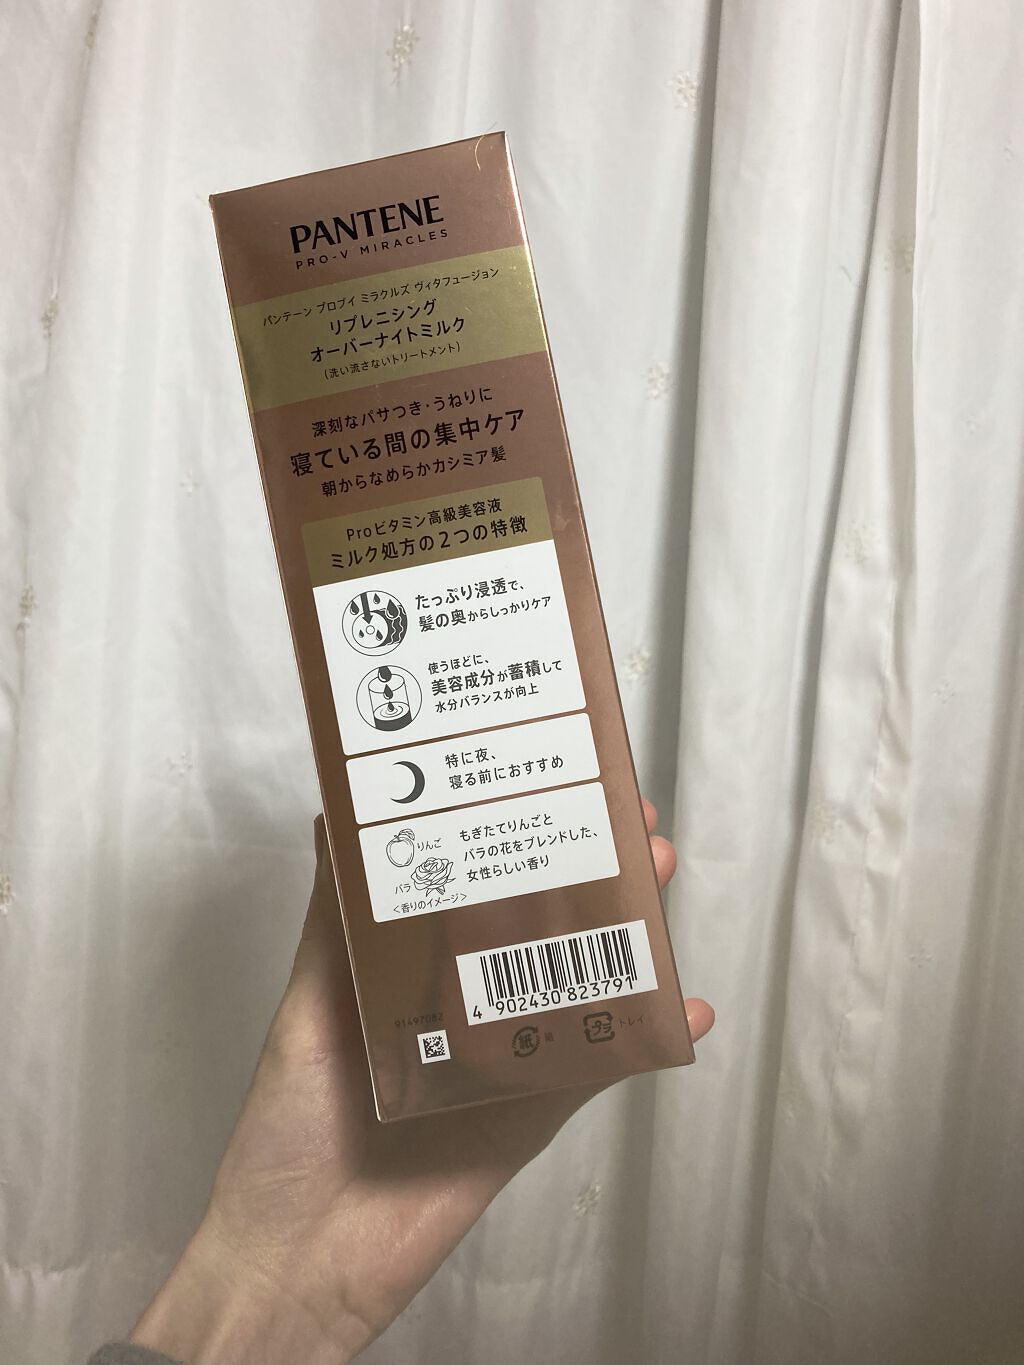 PANTENE
PRO-V MIRACLES
パンテーン プロブイ ミラクルズ ヴィタフュージョン
リプレニシング
オーバーナイトミルク
(洗い流さないトリートメント)
深刻なパサつき・うねりに
寝ている間の集中ケア
朝からなめらかカシミア髪
Proビタミン高級美容液
ミルク処方の2つの特徴
たっぷり浸透で、
髪の奥からしっかりケア
使うほどに、
美容成分が蓄積して
水分バランスが向上
特に夜、
寝る前におすすめ
りんご
バラ
<香りのイメージ>
もぎたてりんごと
バラの花をブレンドした、
女性らしい香り
4 902430 823791
91497082
紙 箱
プラ トレイ